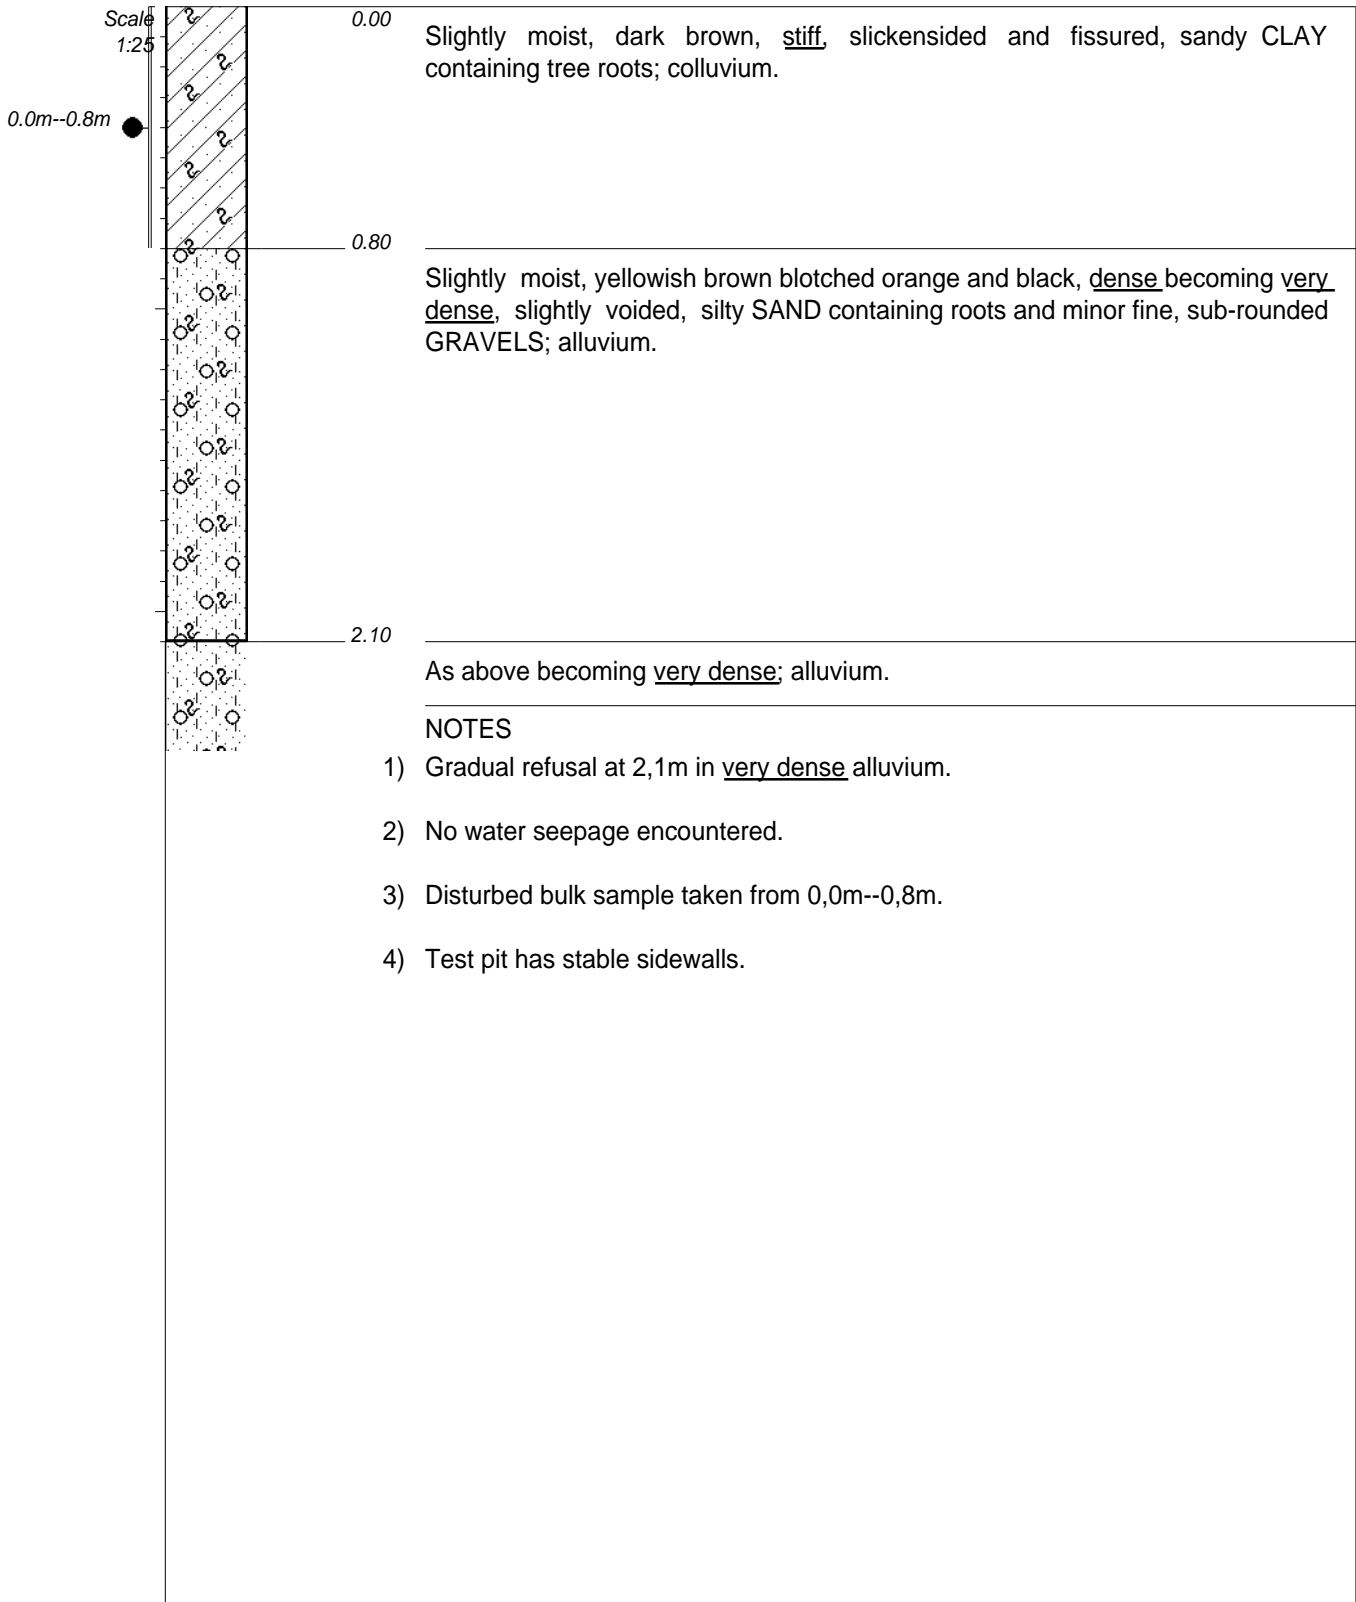 Scale
1:25
0.00
Slightly moist, dark brown, stiff, slickensided and fissured, sandy CLAY
containing tree roots; colluvium.
0.0m--0.8m
0.80
Slightly moist, yellowish brown blotched orange and black, dense becoming very
dense, slightly voided, silty SAND containing roots and minor fine, sub-rounded
GRAVELS; alluvium.
2.10
As above becoming very dense; alluvium.
NOTES
1) Gradual refusal at 2,1m in very dense alluvium.
2) No water seepage encountered.
3) Disturbed bulk sample taken from 0,0m--0,8m.
4) Test pit has stable sidewalls.